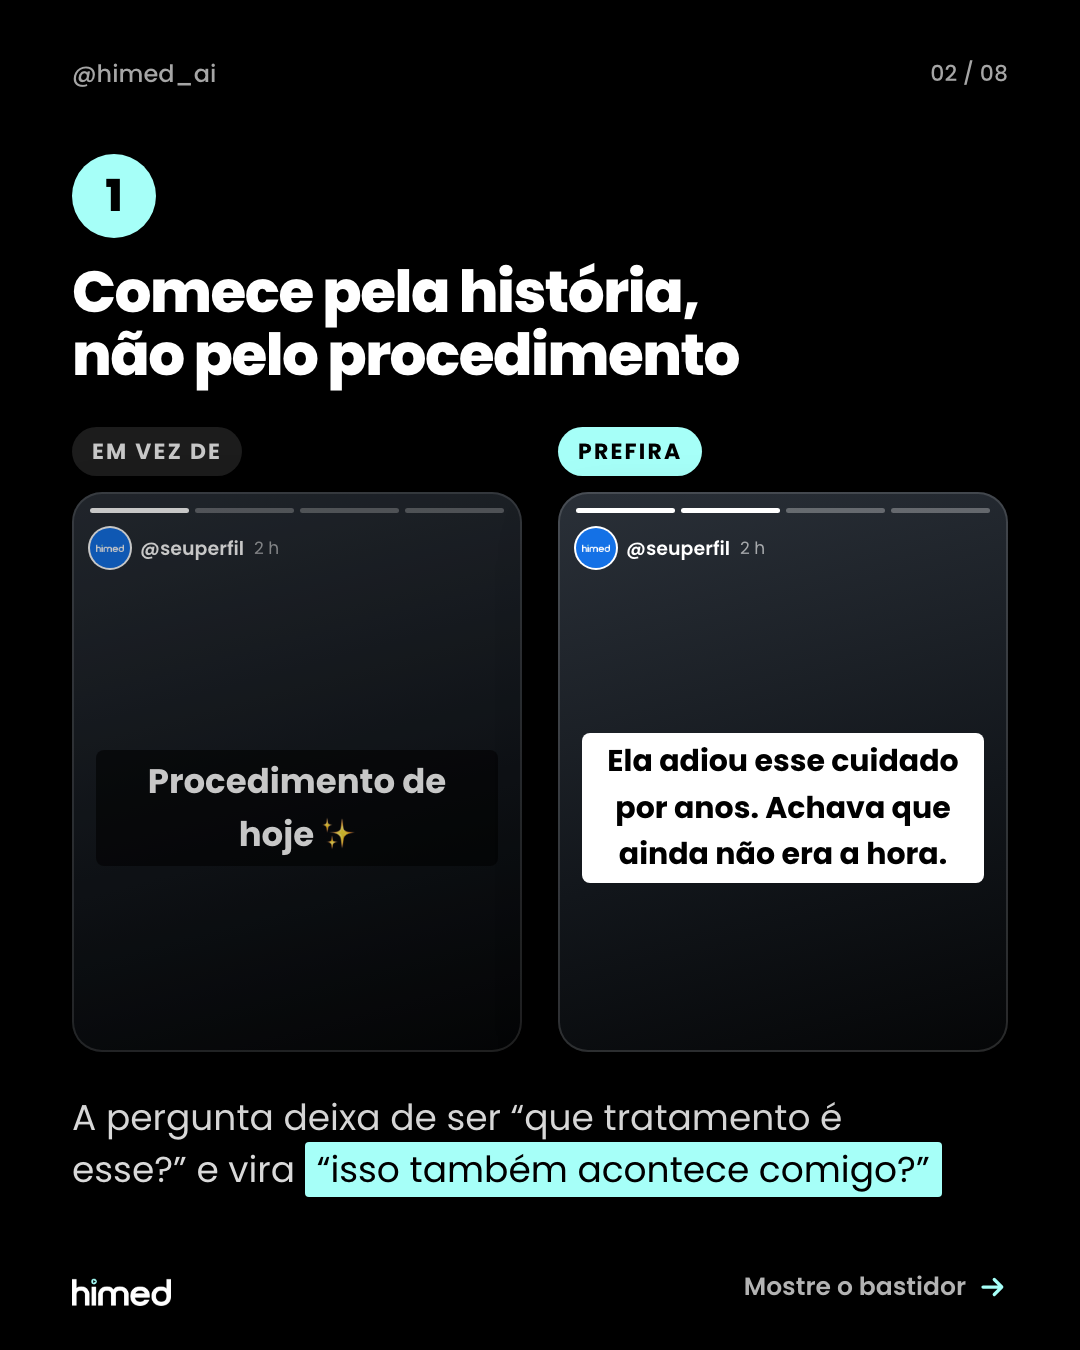 @himed_ai
02 / 08
1
Comece pela história,
não pelo procedimento
EM VEZ DE
himed
@seuperfil 2 h
Procedimento de
hoje ✨
PREFIRA
himed
@seuperfil 2 h
Ela adiou esse cuidado
por anos. Achava que
ainda não era a hora.
A pergunta deixa de ser “que tratamento é
esse?” e vira “isso também acontece comigo?”
himed
Mostre o bastidor →